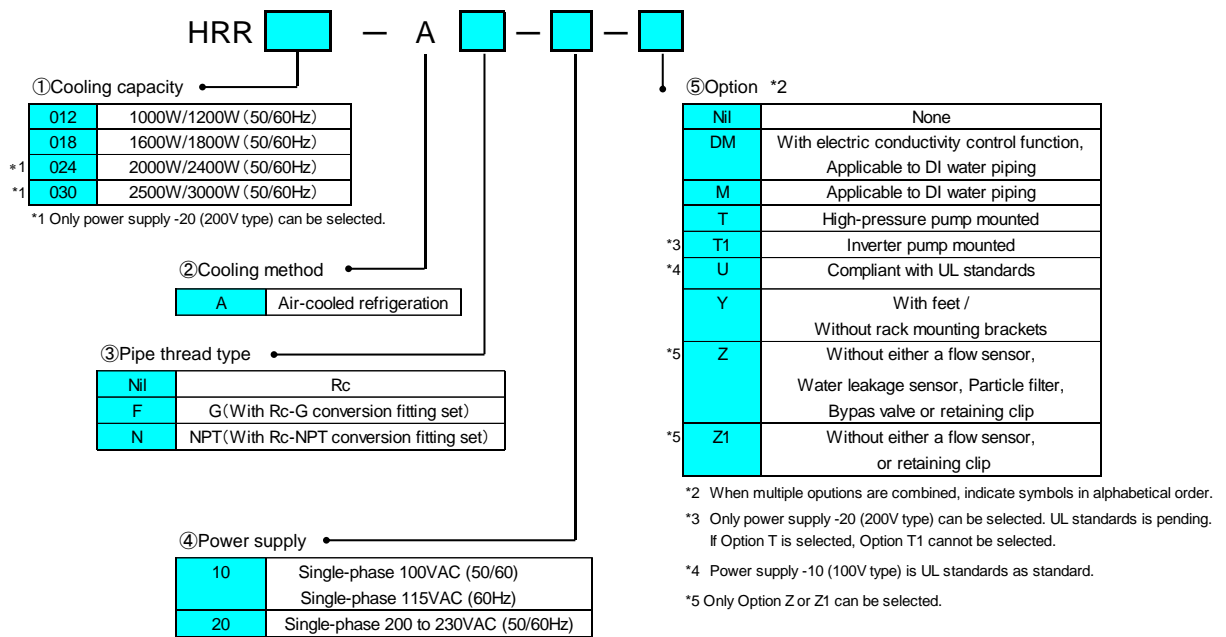 HRR – A – –
①Cooling capacity
012 1000W/1200W(50/60Hz)
018 1600W/1800W(50/60Hz)
*1 024 2000W/2400W(50/60Hz)
*1 030 2500W/3000W(50/60Hz)
*1 Only power supply -20 (200V type) can be selected.
②Cooling method
A Air-cooled refrigeration
③Pipe thread type
Nil Rc
F G(With Rc-G conversion fitting set)
N NPT(With Rc-NPT conversion fitting set)
④Power supply
10 Single-phase 100VAC (50/60)
Single-phase 115VAC (60Hz)
20 Single-phase 200 to 230VAC (50/60Hz)
⑤Option *2
Nil None
DM With electric conductivity control function,
Applicable to DI water piping
M Applicable to DI water piping
T High-pressure pump mounted
*3 T1 Inverter pump mounted
*4 U Compliant with UL standards
Y With feet /
Without rack mounting brackets
*5 Z Without either a flow sensor,
Water leakage sensor, Particle filter,
Bypas valve or retaining clip
*5 Z1 Without either a flow sensor,
or retaining clip
*2 When multiple oputions are combined, indicate symbols in alphabetical order.
*3 Only power supply -20 (200V type) can be selected. UL standards is pending.
If Option T is selected, Option T1 cannot be selected.
*4 Power supply -10 (100V type) is UL standards as standard.
*5 Only Option Z or Z1 can be selected.